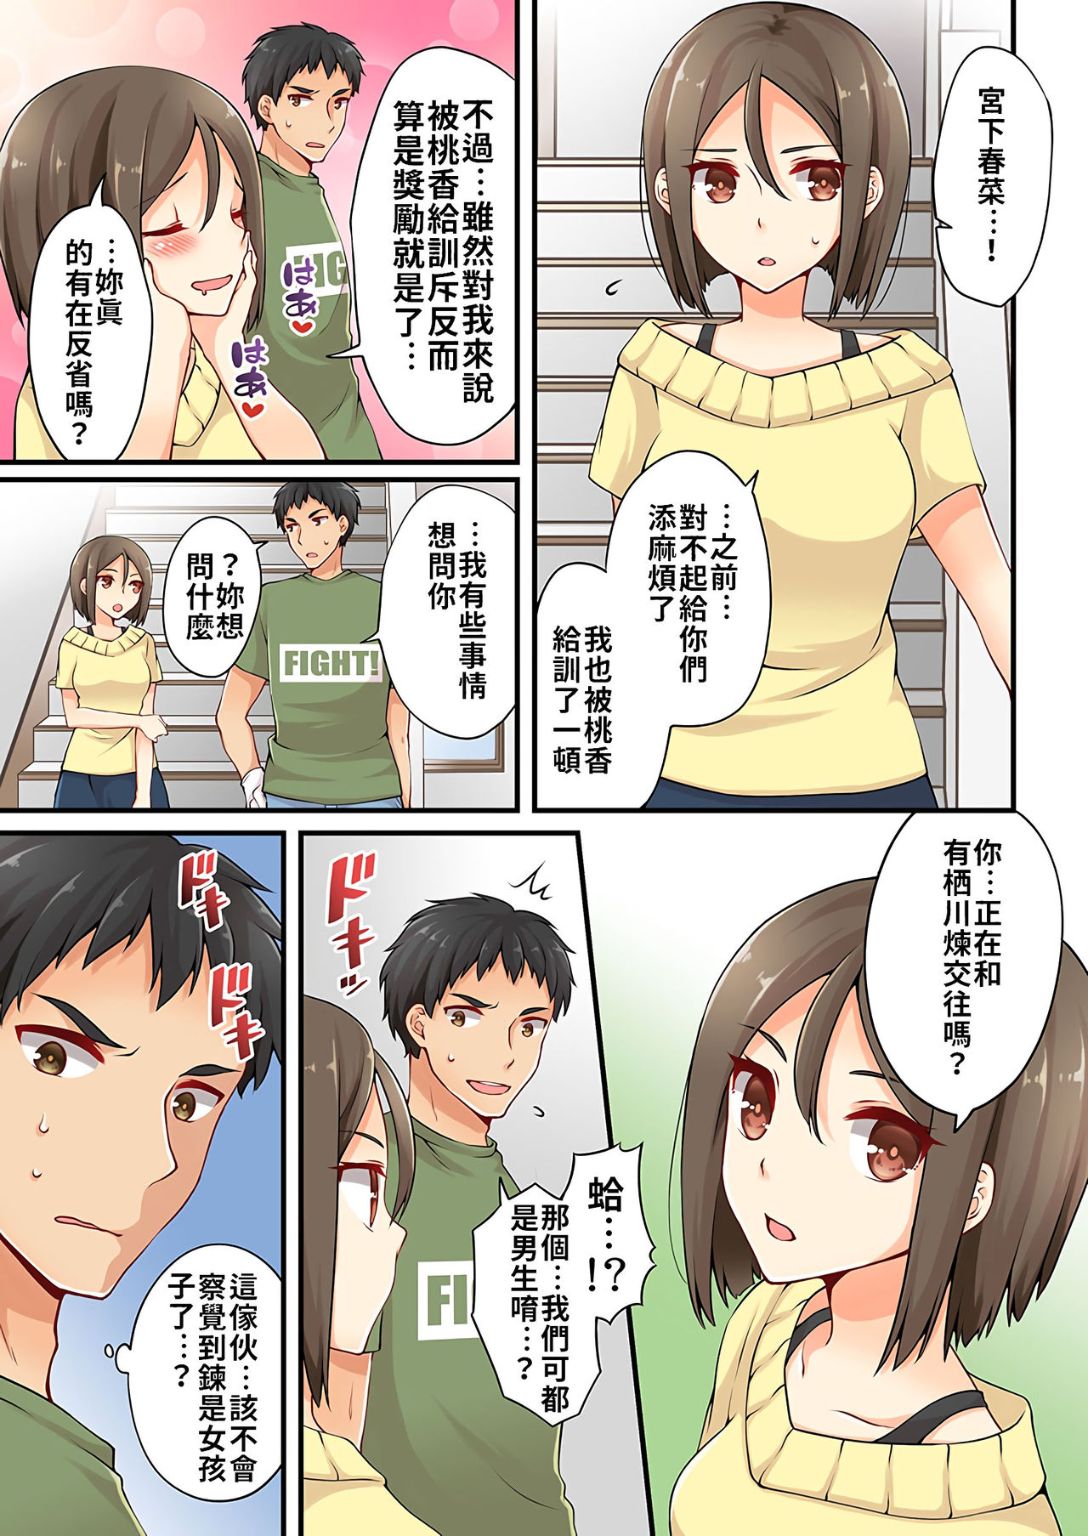 宮下春菜…！
…之前…
對不起給你們
添麻煩了
我也被桃香
給訓了一頓
不過…雖然對我來說
被桃香給訓斥反而
算是獎勵就是了…
はあ♥
はあ♥
FIG
…妳真
的有在反省嗎？
…我有些事情
想問你
？妳想
問什麼
FIGHT!
你…正在和
有栖川煉交往嗎？
ドキ!!
蛤…!?
那個…我們可都
是男生唷…？
FI
ドキ
ドキ
這傢伙…該不會
察覺到鍊是女孩
子了…？